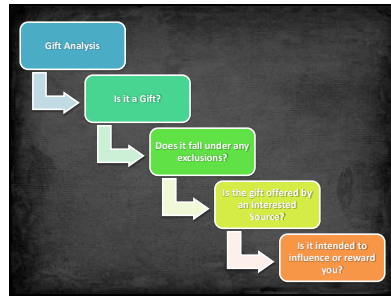 Gift Analysis
Is it a Gift?
Does it fall under any
exclusions?
Is the gift offered by
an Interested
Source?
Is it intended to
influence or reward
you?